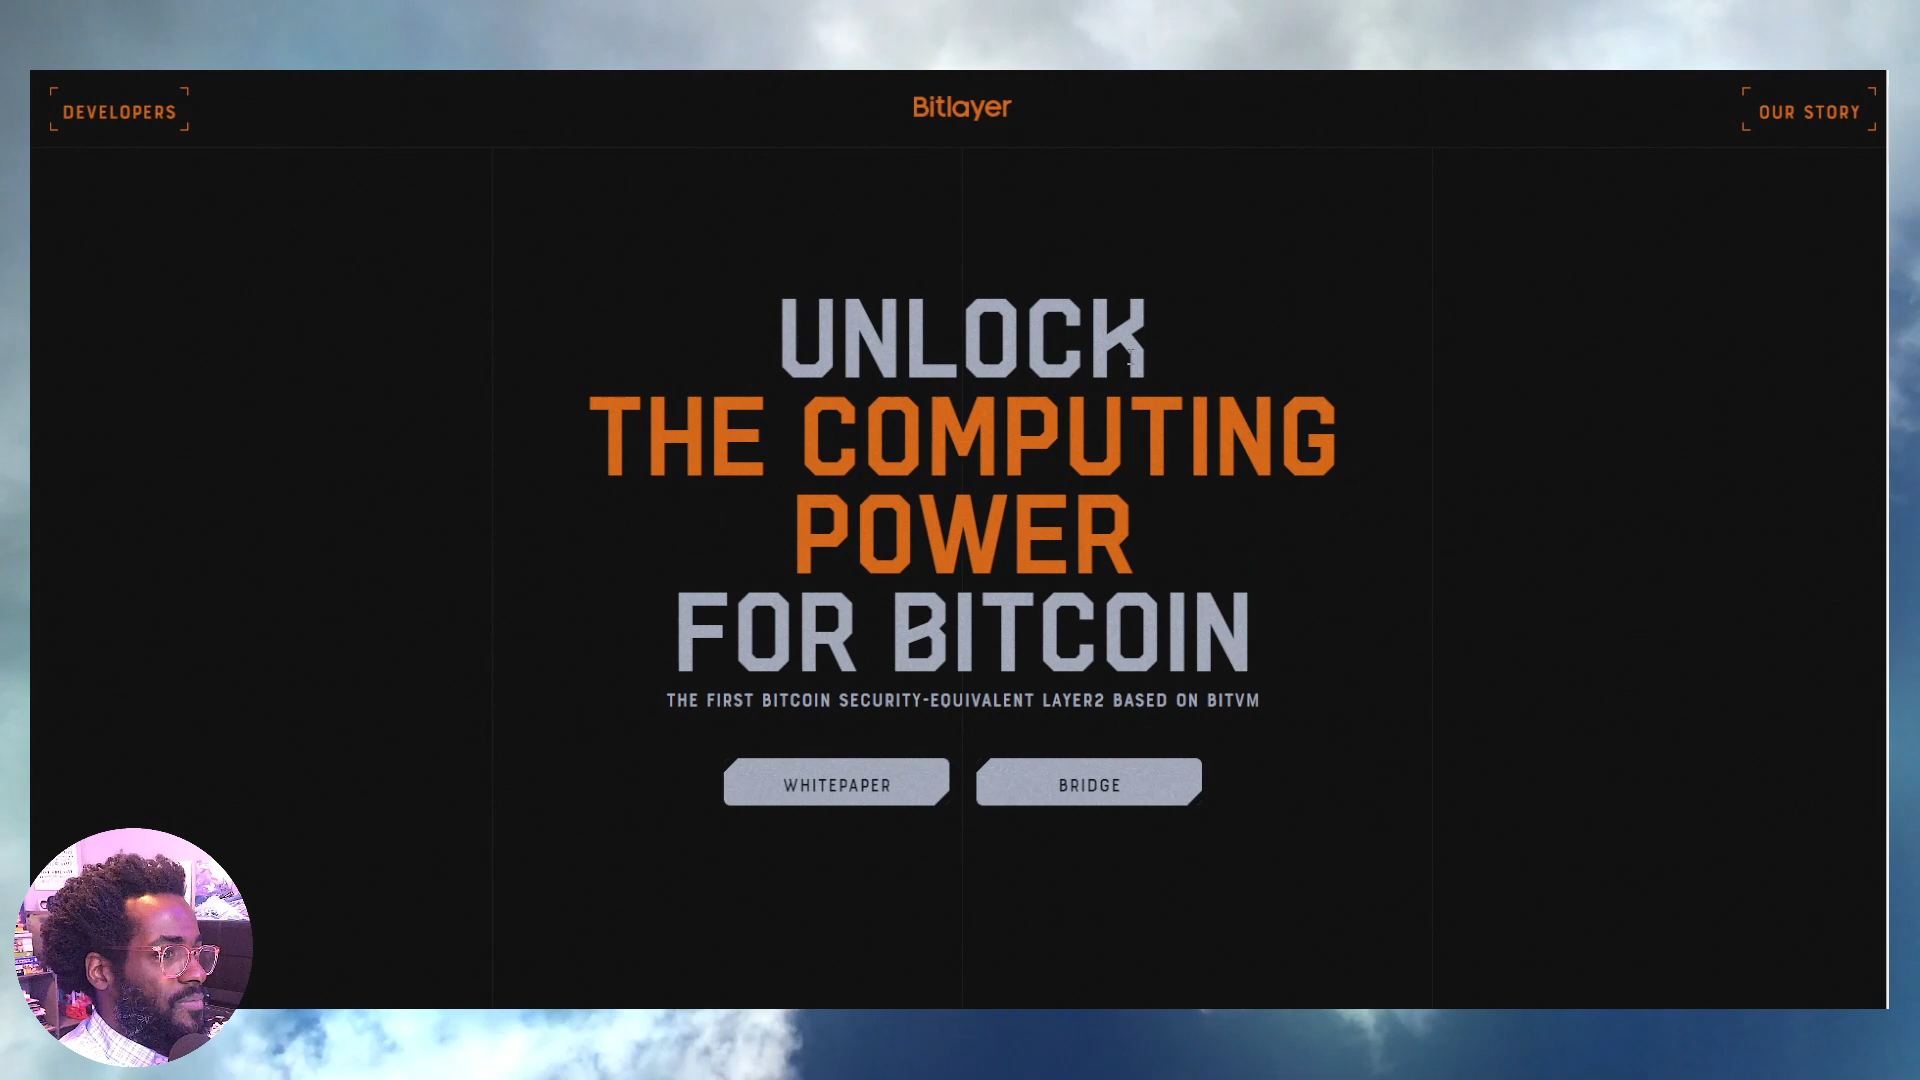 DEVELOPERS
Bitlayer
OUR STORY
UNLOCK
THE COMPUTING
POWER
FOR BITCOIN
THE FIRST BITCOIN SECURITY-EQUIVALENT LAYER2 BASED ON BITVM
WHITEPAPER
BRIDGE